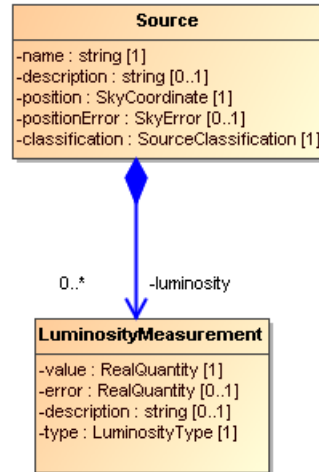 Source
-name : string [1]
-description : string [0..1]
-position : SkyCoordinate [1]
-positionError : SkyError [0..1]
-classification : SourceClassification [1]
0..* -luminosity
LuminosityMeasurement
-value : RealQuantity [1]
-error : RealQuantity [0..1]
-description : string [0..1]
-type : LuminosityType [1]